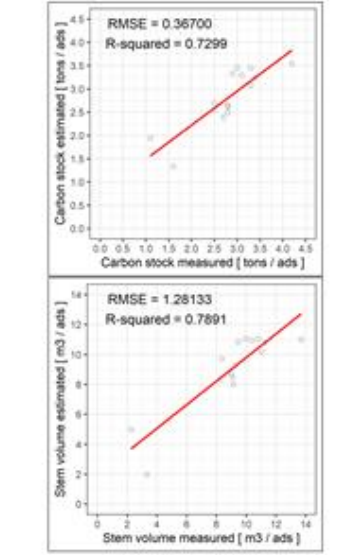 RMSE = 0.36700
R-squared = 0.7299
Carbon stock estimated [ tons / ads ]
4.5
4.0
3.5
3.0
2.5
2.0
1.5
1.0
0.5
0.0
0.0 0.5 1.0 1.5 2.0 2.5 3.0 3.5 4.0 4.5
Carbon stock measured [ tons / ads ]
RMSE = 1.28133
R-squared = 0.7891
Stem volume estimated [ m3 / ads ]
14
12
10
8
6
4
2
0
0 2 4 6 8 10 12 14
Stem volume measured [ m3 / ads ]